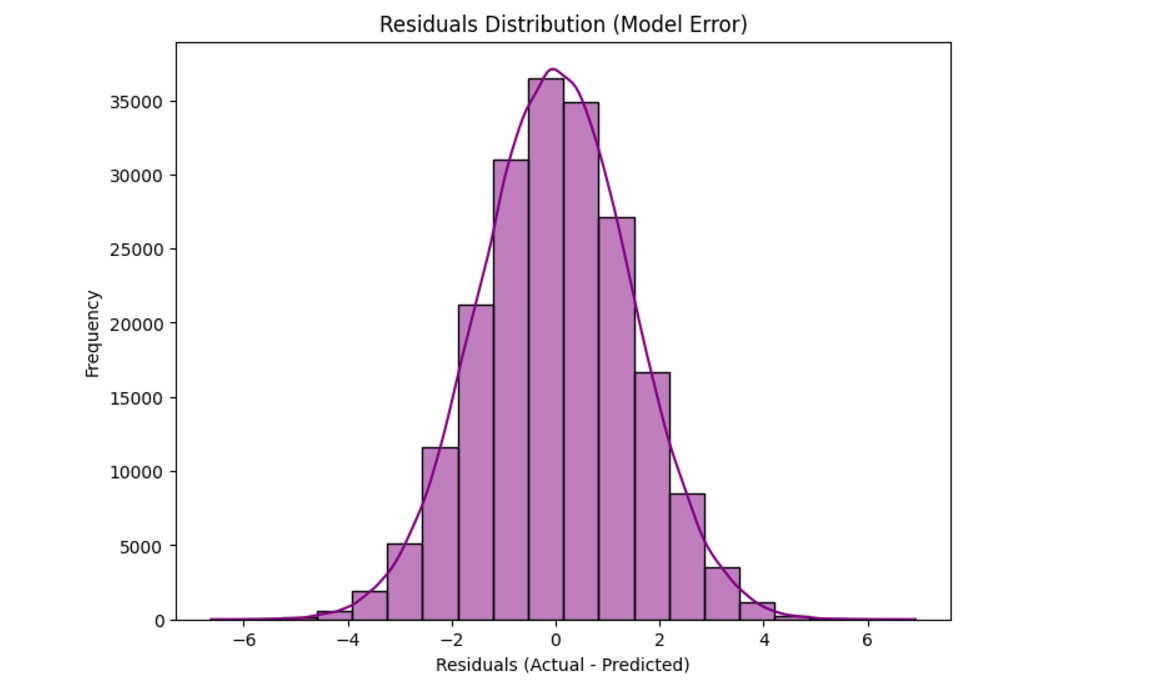 Residuals Distribution (Model Error)
35000
30000
25000
20000
15000
10000
5000
0
Frequency
−6 −4 −2 0 2 4 6
Residuals (Actual - Predicted)